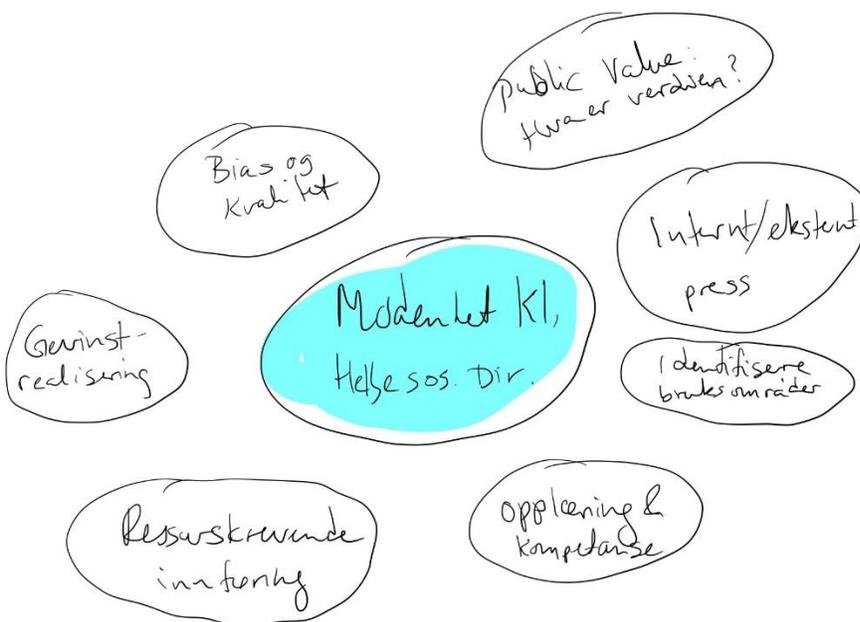 Public Value:
Hva er verdien?
Bias og
kvalitet
Internt/eksternt
press
Modenhet KI,
Helse sos. Dir.
Gevinst-
realisering
Identifisere
bruksområder
Ressurskrevende
innføring
Opplæring &
kompetanse